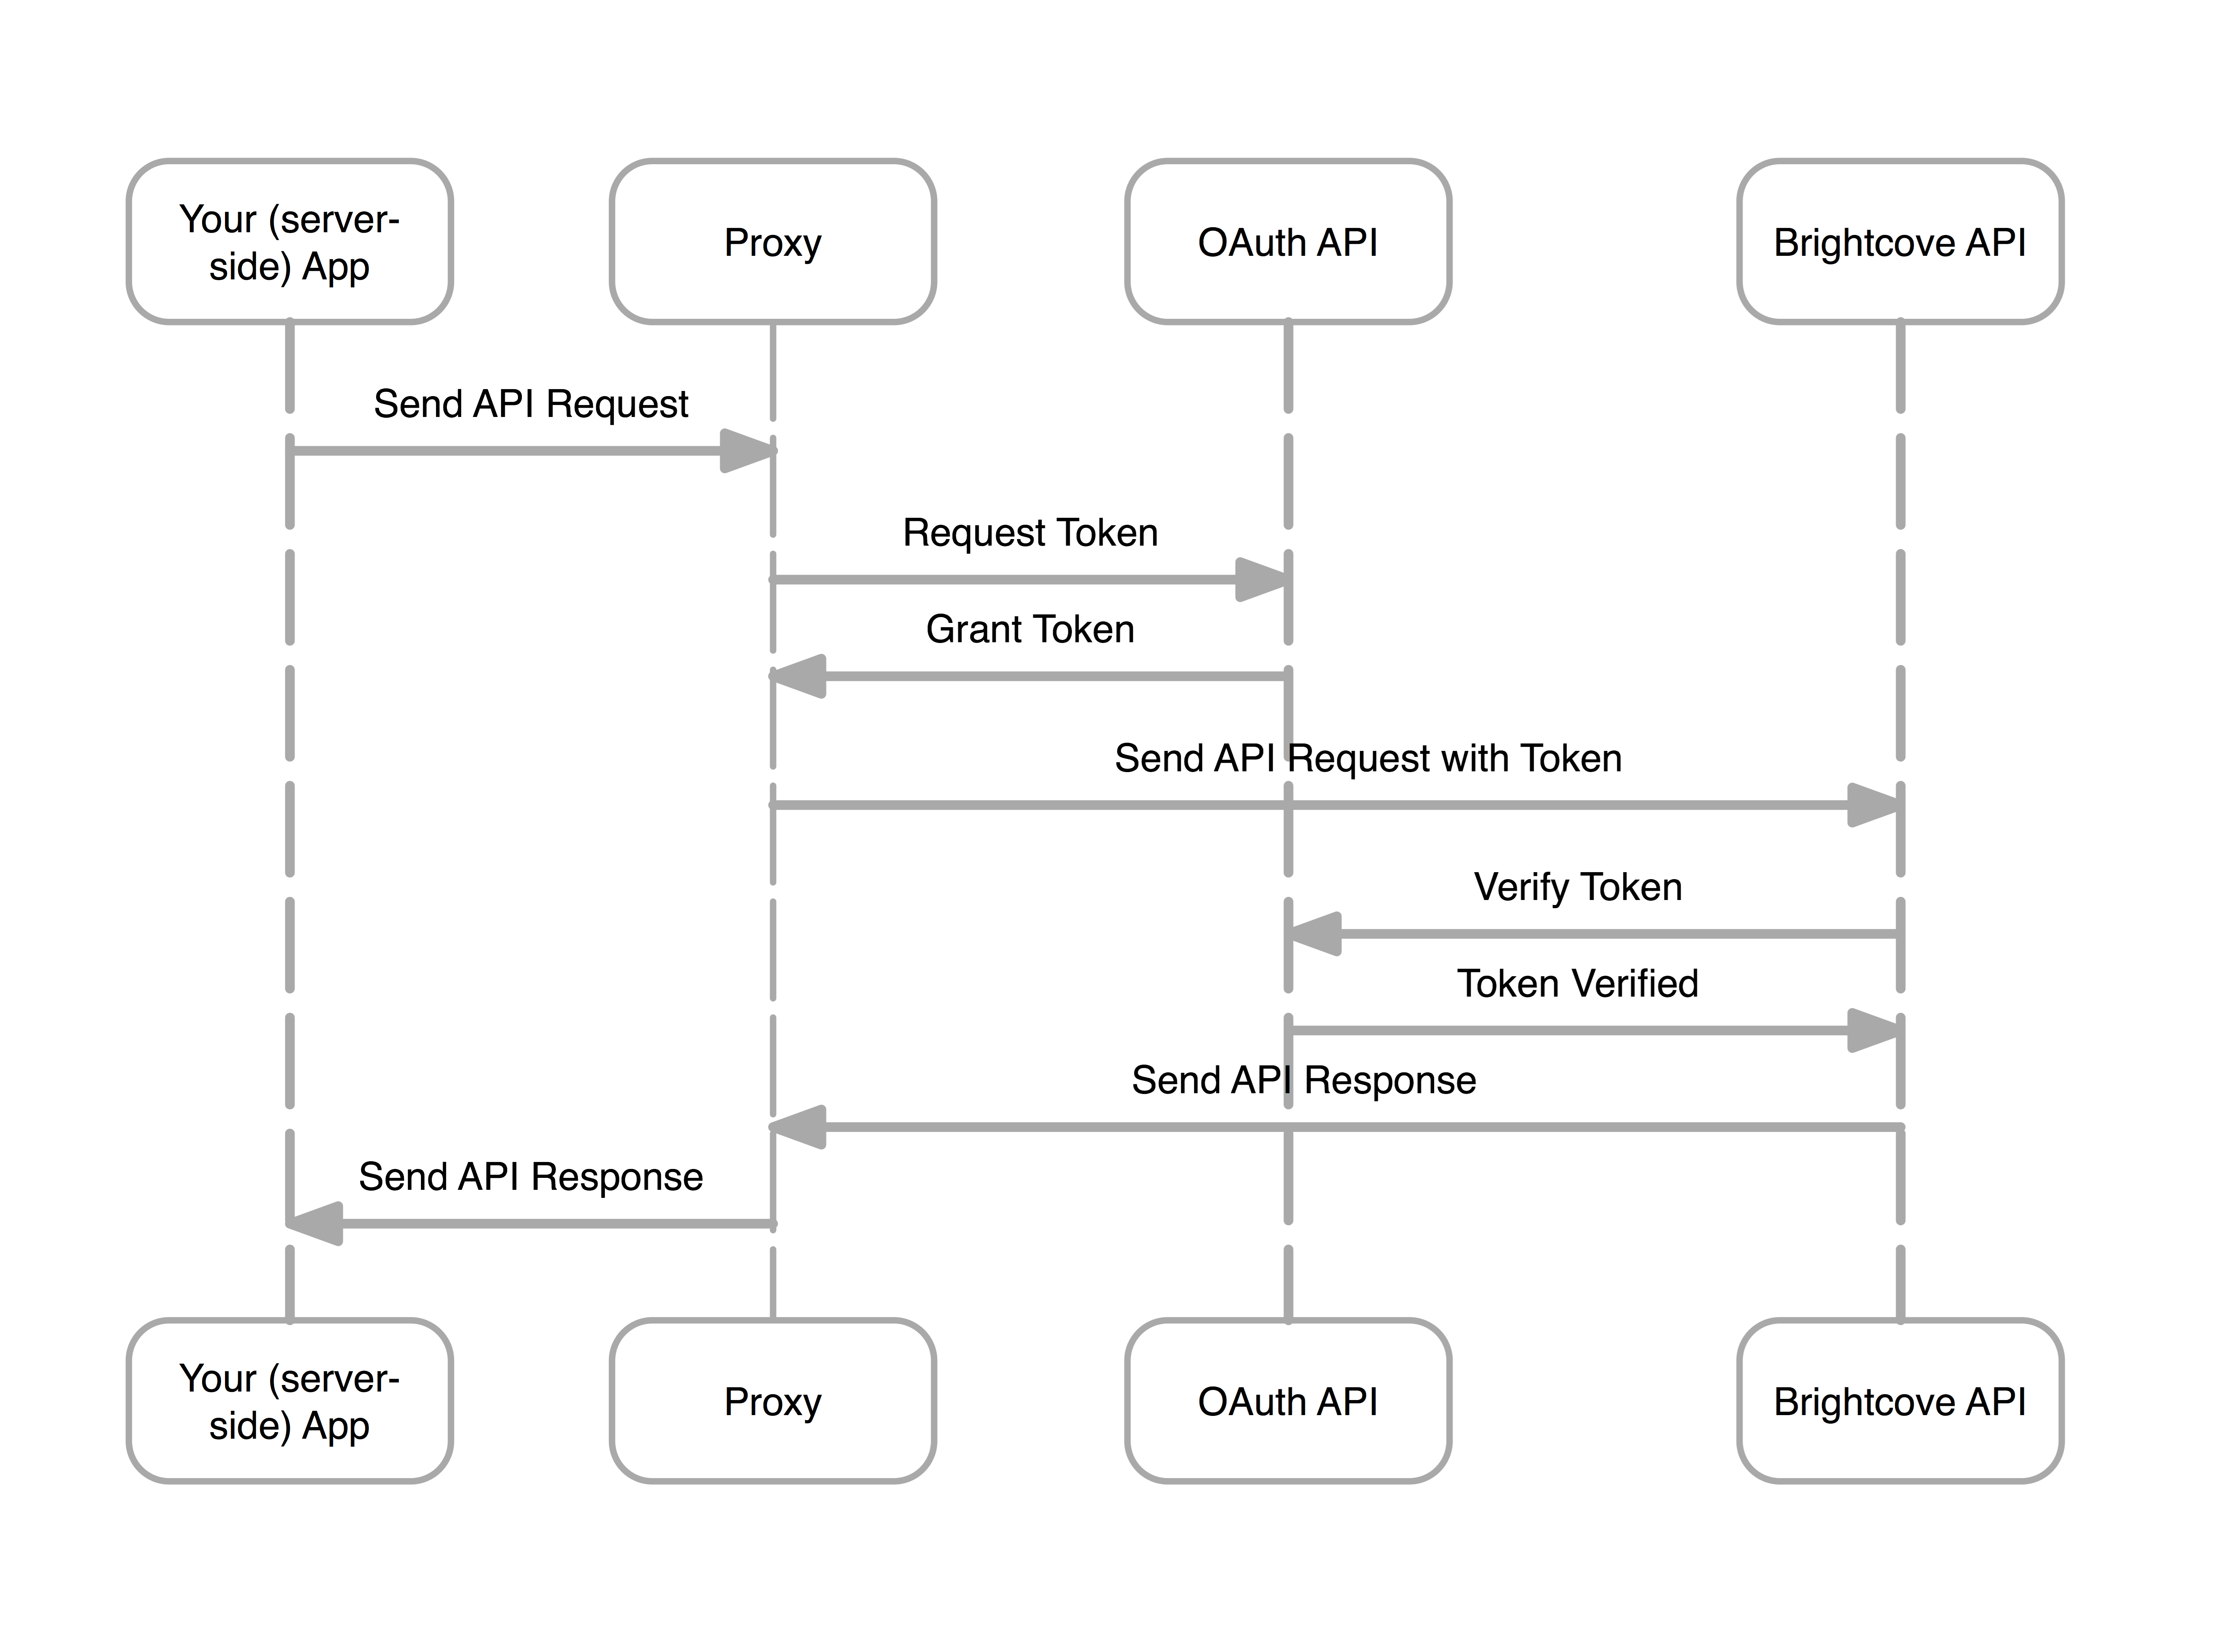 Your (server-
side) App
Proxy
OAuth API
Brightcove API
Send API Request
Request Token
Grant Token
Send API Request with Token
Verify Token
Token Verified
Send API Response
Send API Response
Your (server-
side) App
Proxy
OAuth API
Brightcove API